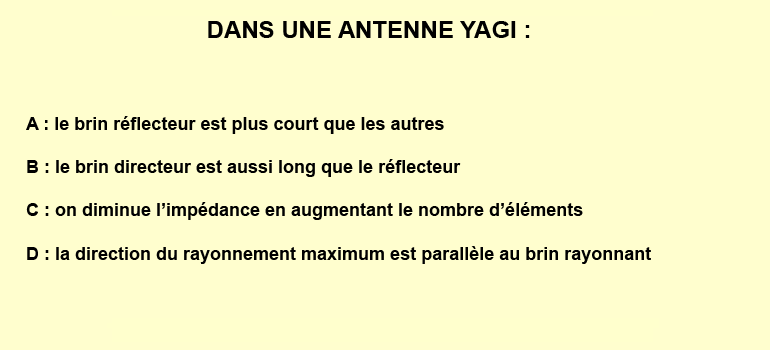 DANS UNE ANTENNE YAGI :
A : le brin réflecteur est plus court que les autres
B : le brin directeur est aussi long que le réflecteur
C : on diminue l’impédance en augmentant le nombre d’éléments
D : la direction du rayonnement maximum est parallèle au brin rayonnant